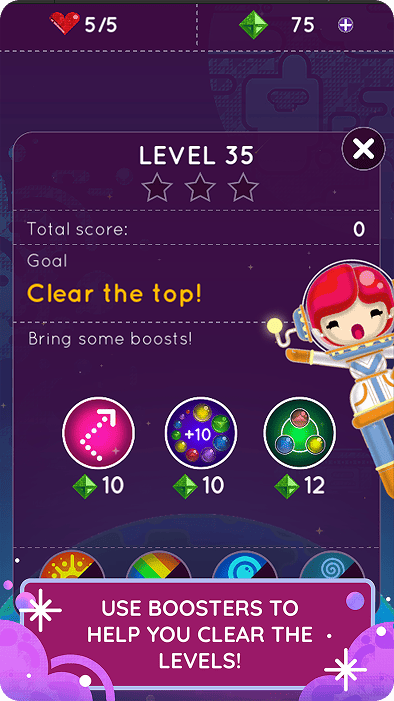 5/5
75
LEVEL 35
Total score: 0
Goal
Clear the top!
Bring some boosts!
+10
10
10
12
USE BOOSTERS TO
HELP YOU CLEAR THE
LEVELS!